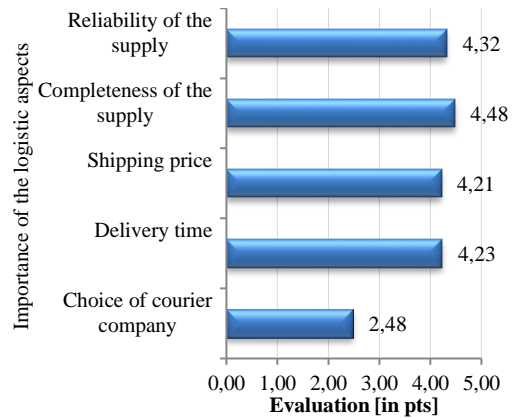 Importance of the logistic aspects
Reliability of the
supply
4,32
Completeness of the
supply
4,48
Shipping price
4,21
Delivery time
4,23
Choice of courier
company
2,48
0,00 1,00 2,00 3,00 4,00 5,00
Evaluation [in pts]